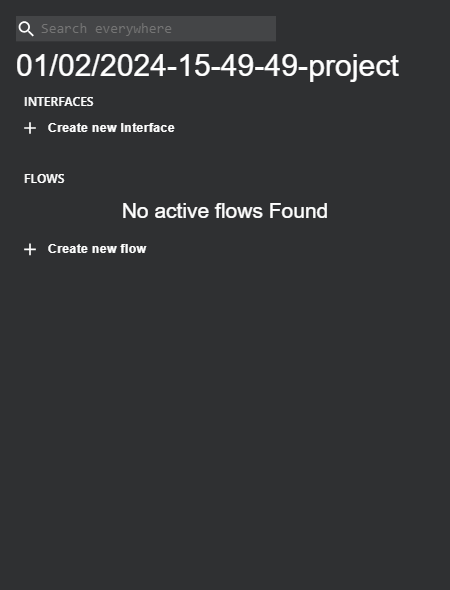 Search everywhere
01/02/2024-15-49-49-project
INTERFACES
Create new Interface
FLOWS
No active flows Found
Create new flow